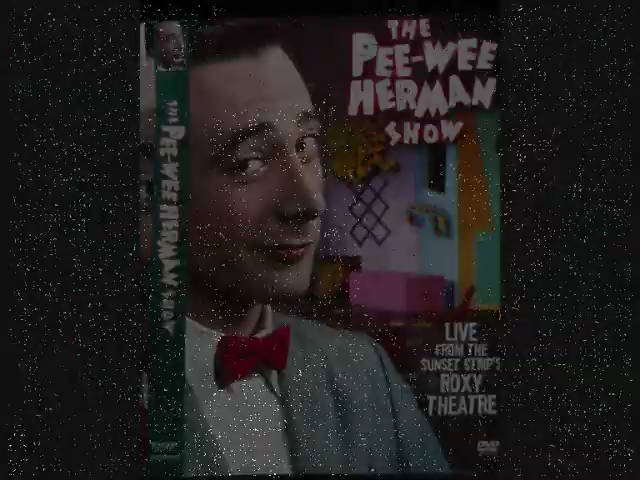 THE
PEE-WEE
HERMAN
SHOW
THE PEE-WEE HERMAN SHOW
LIVE
FROM THE
SUNSET STRIP'S
ROXY
THEATRE
DVD